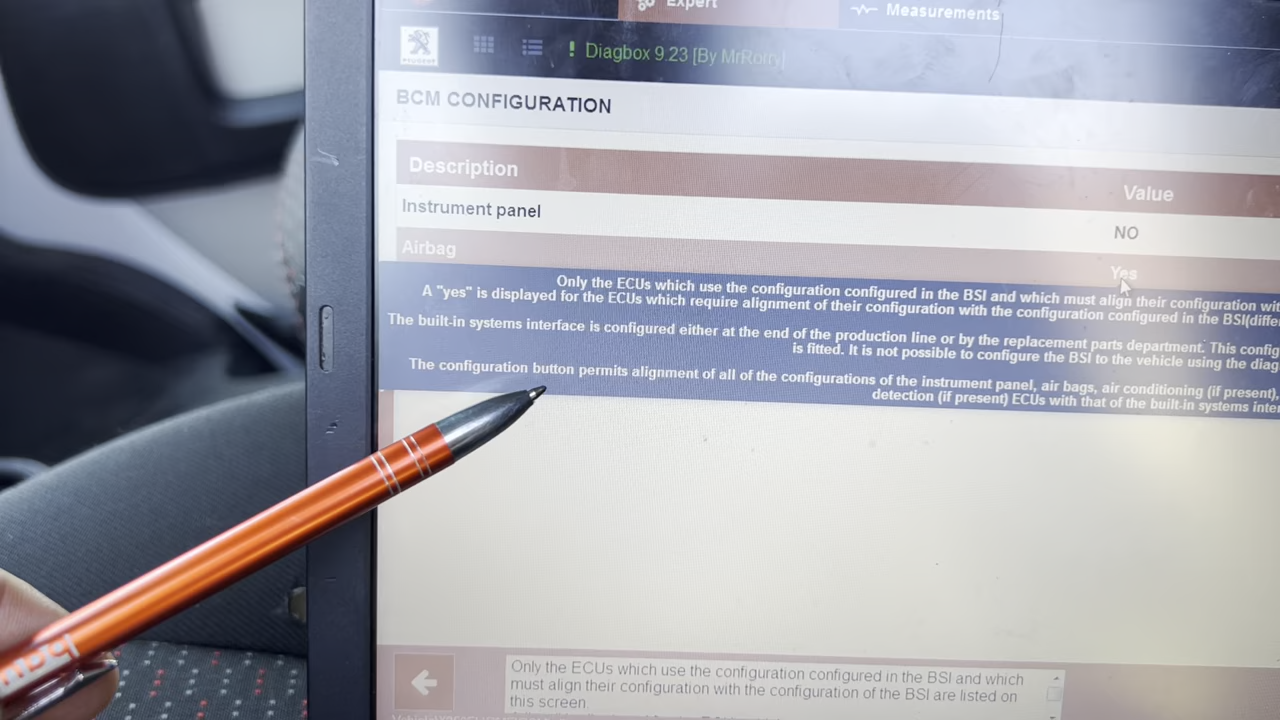 Expert
Measurements
PEUGEOT
! Diagbox 9.23 [By MrRorry]
BCM CONFIGURATION
Description Value
Instrument panel NO
Airbag Yes
Only the ECUs which use the configuration configured in the BSI and which must align their configuration wit
A "yes" is displayed for the ECUs which require alignment of their configuration with the configuration configured in the BSI(diffe
The built-in systems interface is configured either at the end of the production line or by the replacement parts department. This config
is fitted. It is not possible to configure the BSI to the vehicle using the diag
The configuration button permits alignment of all of the configurations of the instrument panel, air bags, air conditioning (if present),
detection (if present) ECUs with that of the built-in systems inter
Only the ECUs which use the configuration configured in the BSI and which
must align their configuration with the configuration of the BSI are listed on
this screen